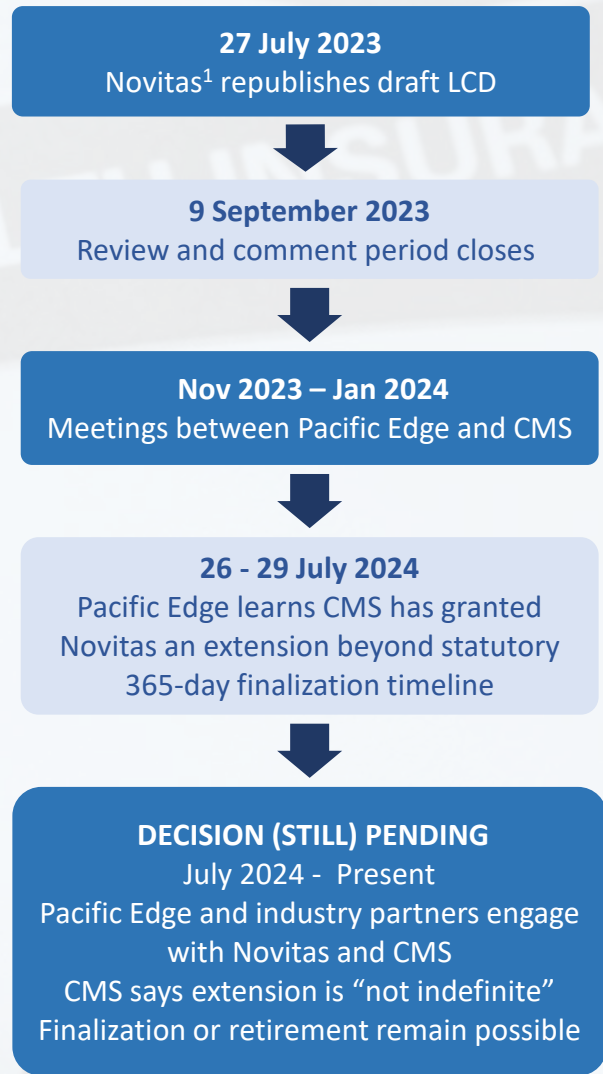 27 July 2023
Novitas¹ republishes draft LCD
9 September 2023
Review and comment period closes
Nov 2023 – Jan 2024
Meetings between Pacific Edge and CMS
26 - 29 July 2024
Pacific Edge learns CMS has granted
Novitas an extension beyond statutory
365-day finalization timeline
DECISION (STILL) PENDING
July 2024 - Present
Pacific Edge and industry partners engage
with Novitas and CMS
CMS says extension is “not indefinite”
Finalization or retirement remain possible